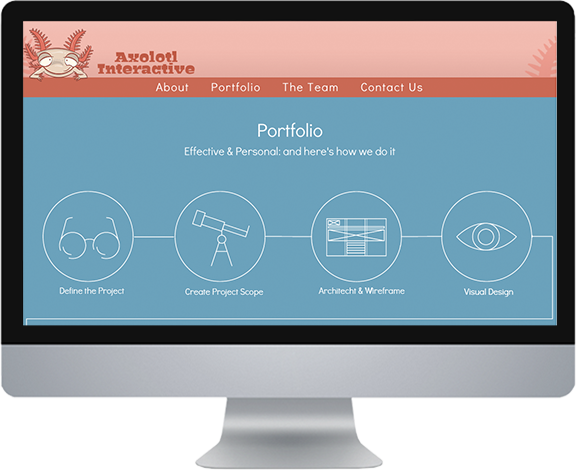 Axolotl
Interactive
About Portfolio The Team Contact Us
Portfolio
Effective & Personal: and here's how we do it
Define the Project Create Project Scope Architecht & Wireframe Visual Design